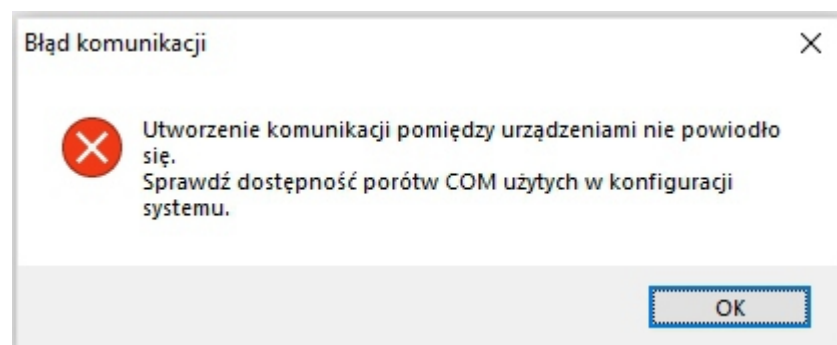 Błąd komunikacji
Utworzenie komunikacji pomiędzy urządzeniami nie powiodło
się.
Sprawdź dostępność porótw COM użytych w konfiguracji
systemu.
OK